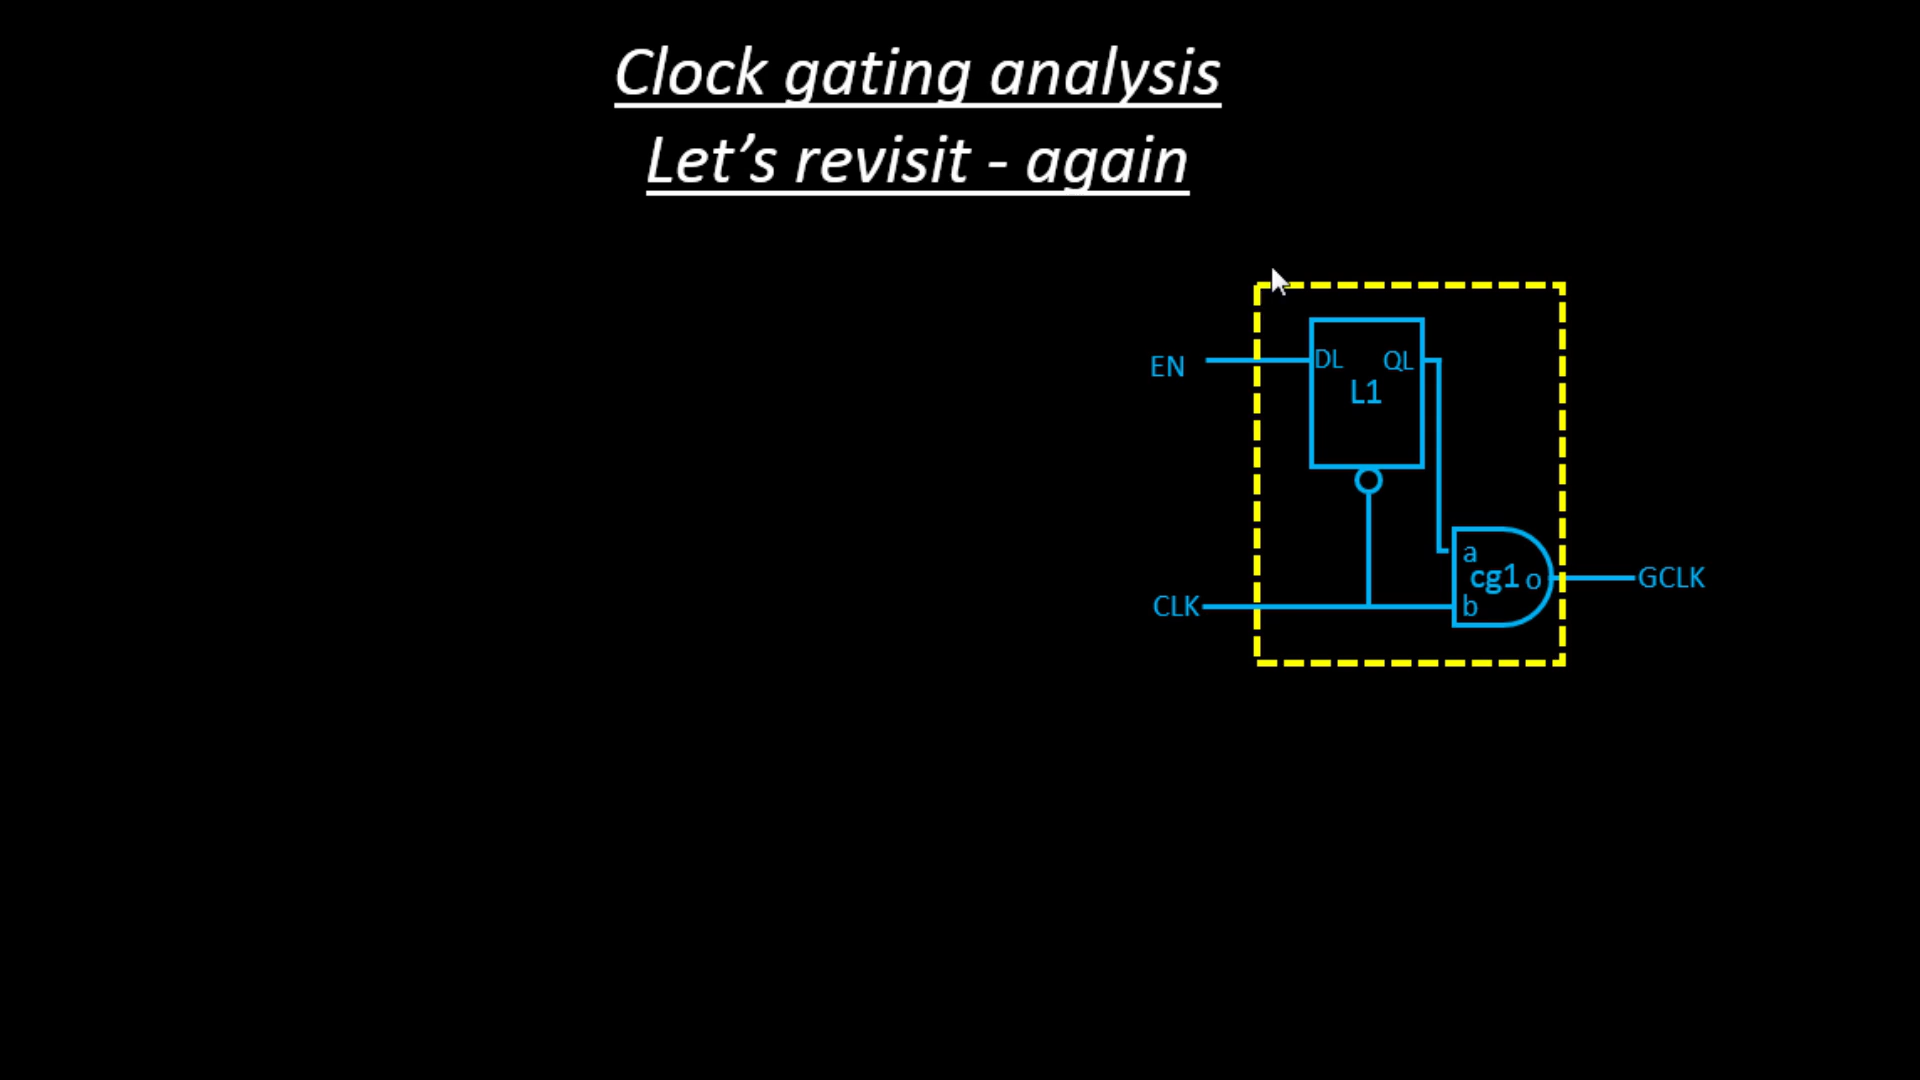 Clock gating analysis
Let’s revisit - again
EN
DL QL
L1
a
cg1 o
GCLK
CLK
b